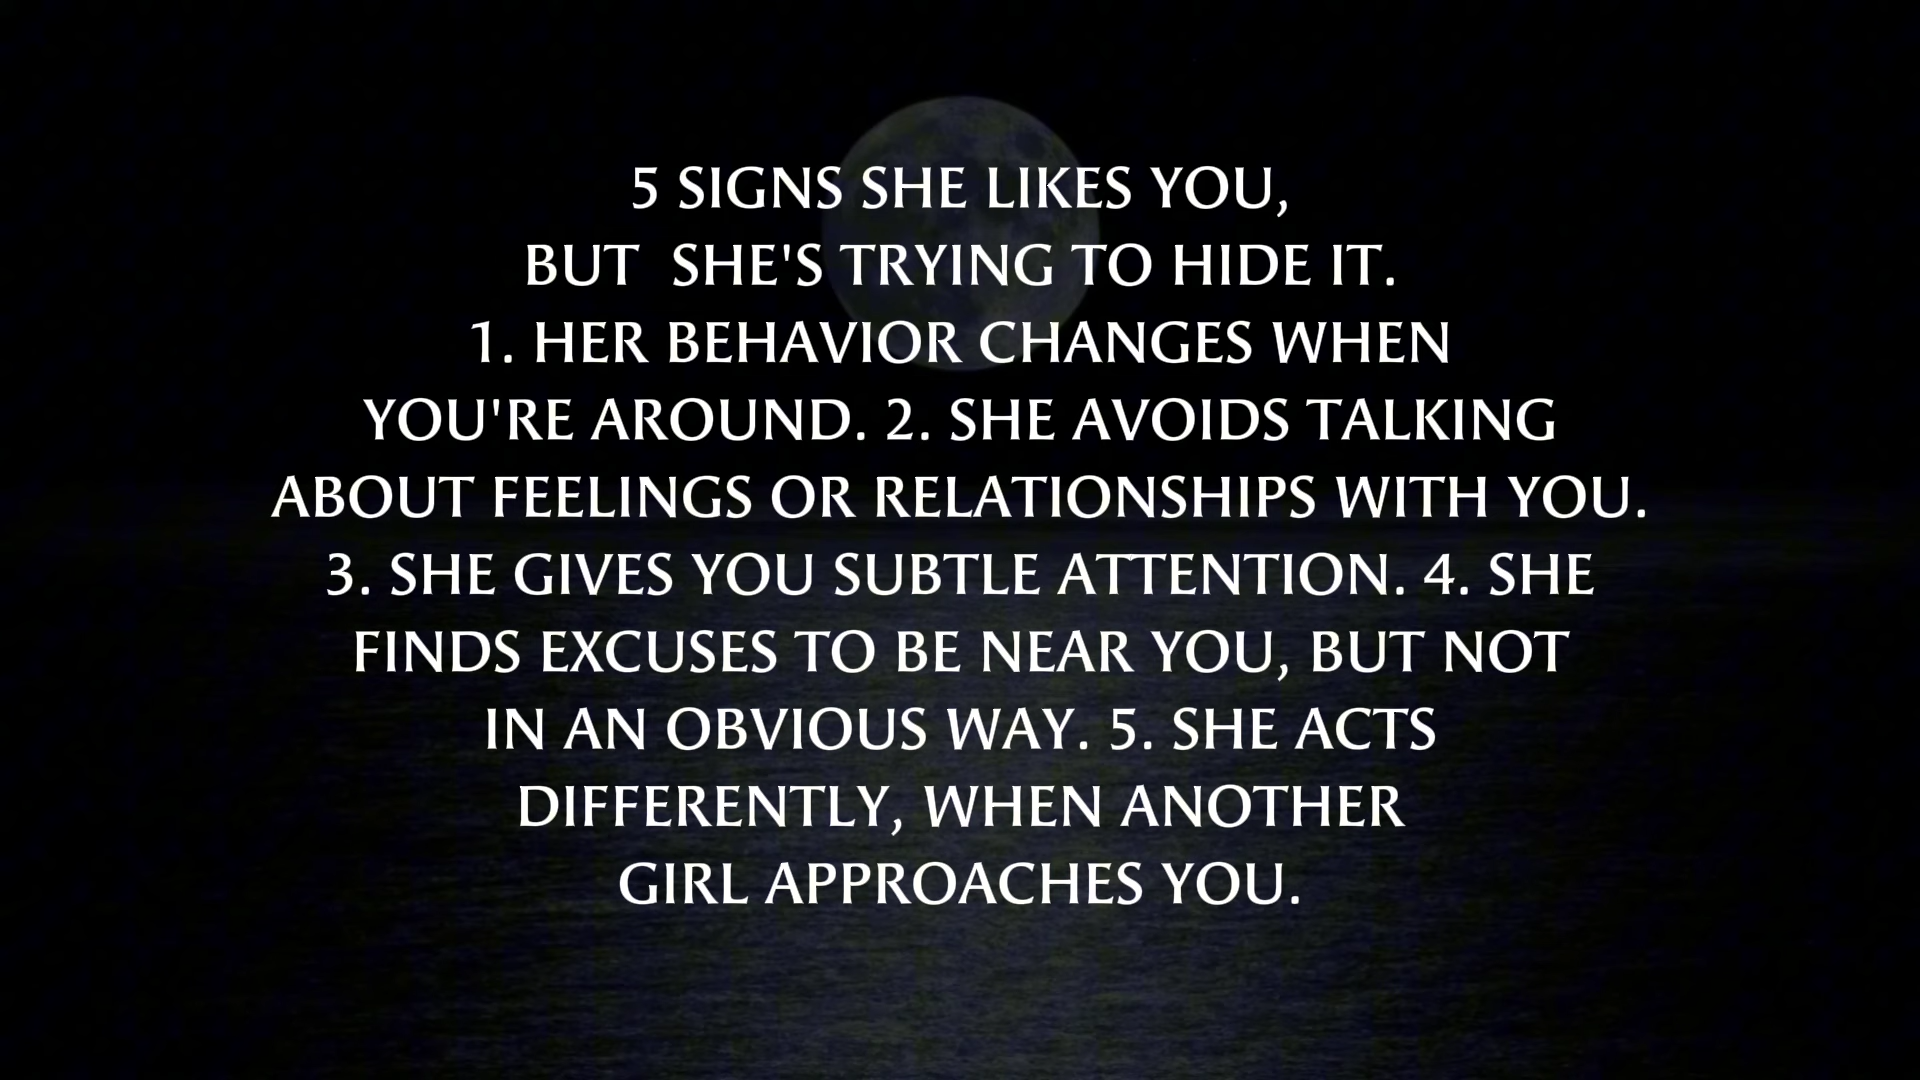 5 SIGNS SHE LIKES YOU,
BUT  SHE'S TRYING TO HIDE IT.
1. HER BEHAVIOR CHANGES WHEN
YOU'RE AROUND. 2. SHE AVOIDS TALKING
ABOUT FEELINGS OR RELATIONSHIPS WITH YOU.
3. SHE GIVES YOU SUBTLE ATTENTION. 4. SHE
FINDS EXCUSES TO BE NEAR YOU, BUT NOT
IN AN OBVIOUS WAY. 5. SHE ACTS
DIFFERENTLY, WHEN ANOTHER
GIRL APPROACHES YOU.